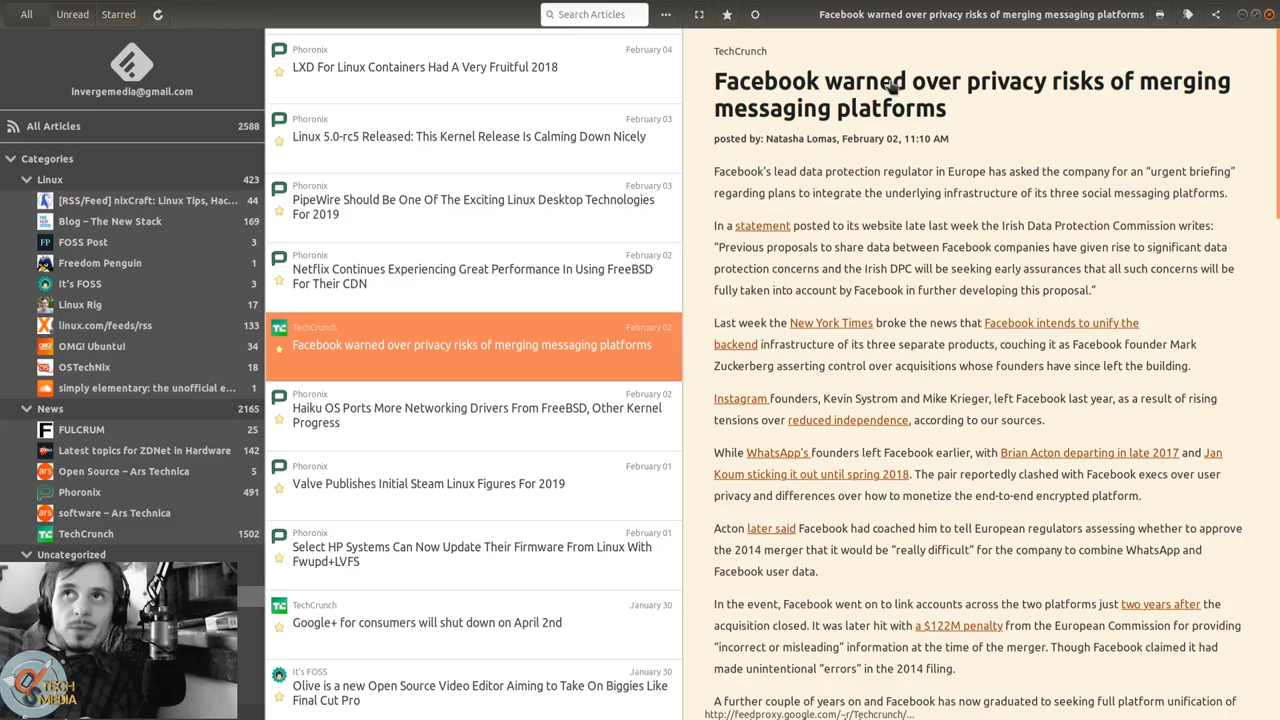 All
Unread
Starred
Search Articles
Facebook warned over privacy risks of merging messaging platforms
invergemedia@gmail.com
All Articles 2588
Categories
Linux 423
[RSS/Feed] nixCraft: Linux Tips, Hac... 44
Blog – The New Stack 169
FOSS Post 3
Freedom Penguin 1
It's FOSS 3
Linux Rig 17
linux.com/feeds/rss 133
OMG! Ubuntu! 34
OSTechNix 18
simply elementary: the unofficial e... 1
News 2165
FULCRUM 25
Latest topics for ZDNet in Hardware 142
Open Source – Ars Technica 5
Phoronix 491
software – Ars Technica
TechCrunch 1502
Uncategorized
TECH
MEDIA
Phoronix February 04
LXD For Linux Containers Had A Very Fruitful 2018
Phoronix February 03
Linux 5.0-rc5 Released: This Kernel Release Is Calming Down Nicely
Phoronix February 03
PipeWire Should Be One Of The Exciting Linux Desktop Technologies
For 2019
Phoronix February 02
Netflix Continues Experiencing Great Performance In Using FreeBSD
For Their CDN
TechCrunch February 02
Facebook warned over privacy risks of merging messaging platforms
Phoronix February 02
Haiku OS Ports More Networking Drivers From FreeBSD, Other Kernel
Progress
Phoronix February 01
Valve Publishes Initial Steam Linux Figures For 2019
Phoronix February 01
Select HP Systems Can Now Update Their Firmware From Linux With
Fwupd+LVFS
TechCrunch January 30
Google+ for consumers will shut down on April 2nd
It's FOSS January 30
Olive is a new Open Source Video Editor Aiming to Take On Biggies Like
Final Cut Pro
TechCrunch
Facebook warned over privacy risks of merging
messaging platforms
posted by: Natasha Lomas, February 02, 11:10 AM
Facebook's lead data protection regulator in Europe has asked the company for an “urgent briefing”
regarding plans to integrate the underlying infrastructure of its three social messaging platforms.
In a statement posted to its website late last week the Irish Data Protection Commission writes:
“Previous proposals to share data between Facebook companies have given rise to significant data
protection concerns and the Irish DPC will be seeking early assurances that all such concerns will be
fully taken into account by Facebook in further developing this proposal.”
Last week the New York Times broke the news that Facebook intends to unify the
backend infrastructure of its three separate products, couching it as Facebook founder Mark
Zuckerberg asserting control over acquisitions whose founders have since left the building.
Instagram founders, Kevin Systrom and Mike Krieger, left Facebook last year, as a result of rising
tensions over reduced independence, according to our sources.
While WhatsApp's founders left Facebook earlier, with Brian Acton departing in late 2017 and Jan
Koum sticking it out until spring 2018. The pair reportedly clashed with Facebook execs over user
privacy and differences over how to monetize the end-to-end encrypted platform.
Acton later said Facebook had coached him to tell European regulators assessing whether to approve
the 2014 merger that it would be “really difficult” for the company to combine WhatsApp and
Facebook user data.
In the event, Facebook went on to link accounts across the two platforms just two years after the
acquisition closed. It was later hit with a $122M penalty from the European Commission for providing
“incorrect or misleading” information at the time of the merger. Though Facebook claimed it had
made unintentional “errors” in the 2014 filing.
A further couple of years on and Facebook has now graduated to seeking full platform unification of
http://feedproxy.google.com/~r/Techcrunch/...